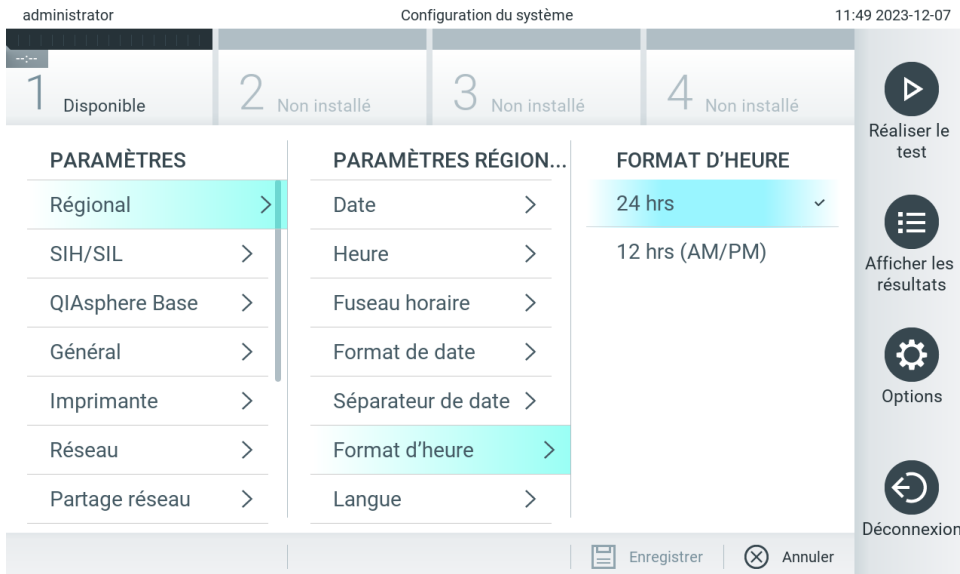 administrator
Configuration du système
11:49 2023-12-07
--:--
1 Disponible
2 Non installé
3 Non installé
4 Non installé
PARAMÈTRES
Régional
SIH/SIL
QIAsphere Base
Général
Imprimante
Réseau
Partage réseau
PARAMÈTRES RÉGION...
Date
Heure
Fuseau horaire
Format de date
Séparateur de date
Format d’heure
Langue
FORMAT D’HEURE
24 hrs
12 hrs (AM/PM)
Réaliser le
test
Afficher les
résultats
Options
Déconnexion
Enregistrer
Annuler